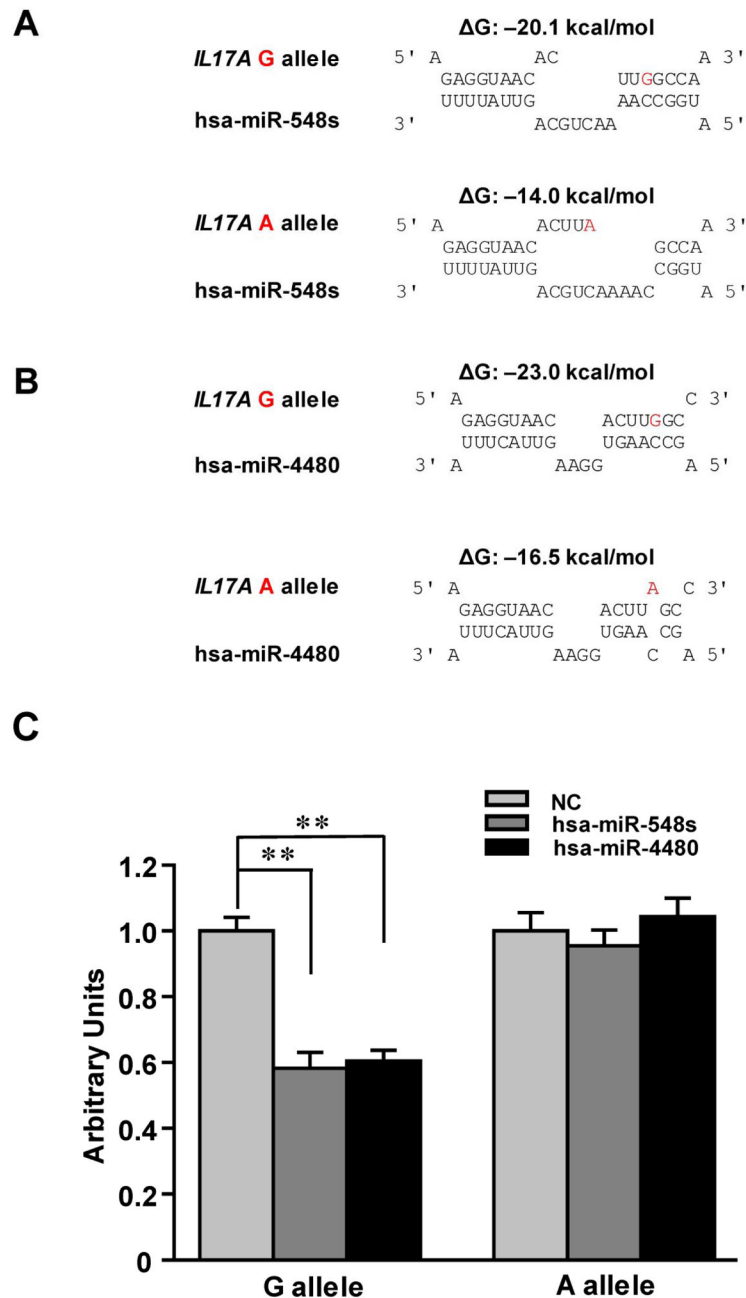 A
ΔG: –20.1 kcal/mol
IL17A G allele 5' A AC A 3'
GAGGUAAC UUGGCCA
UUUUAUUG AACCGGU
hsa-miR-548s 3' ACGUCAA A 5'
ΔG: –14.0 kcal/mol
IL17A A allele 5' A ACUUA A 3'
GAGGUAAC GCCA
UUUUAUUG CGGU
hsa-miR-548s 3' ACGUCAAAAC A 5'
B
ΔG: –23.0 kcal/mol
IL17A G allele 5' A C 3'
GAGGUAAC ACUUGGC
UUUCAUUG UGAACCG
hsa-miR-4480 3' A AAGG A 5'
ΔG: –16.5 kcal/mol
IL17A A allele 5' A A C 3'
GAGGUAAC ACUU GC
UUUCAUUG UGAA CG
hsa-miR-4480 3' A AAGG C A 5'
C
NC
hsa-miR-548s
hsa-miR-4480
**
**
1.2
1.0
0.8
0.6
0.4
0.2
0
Arbitrary Units
G allele A allele